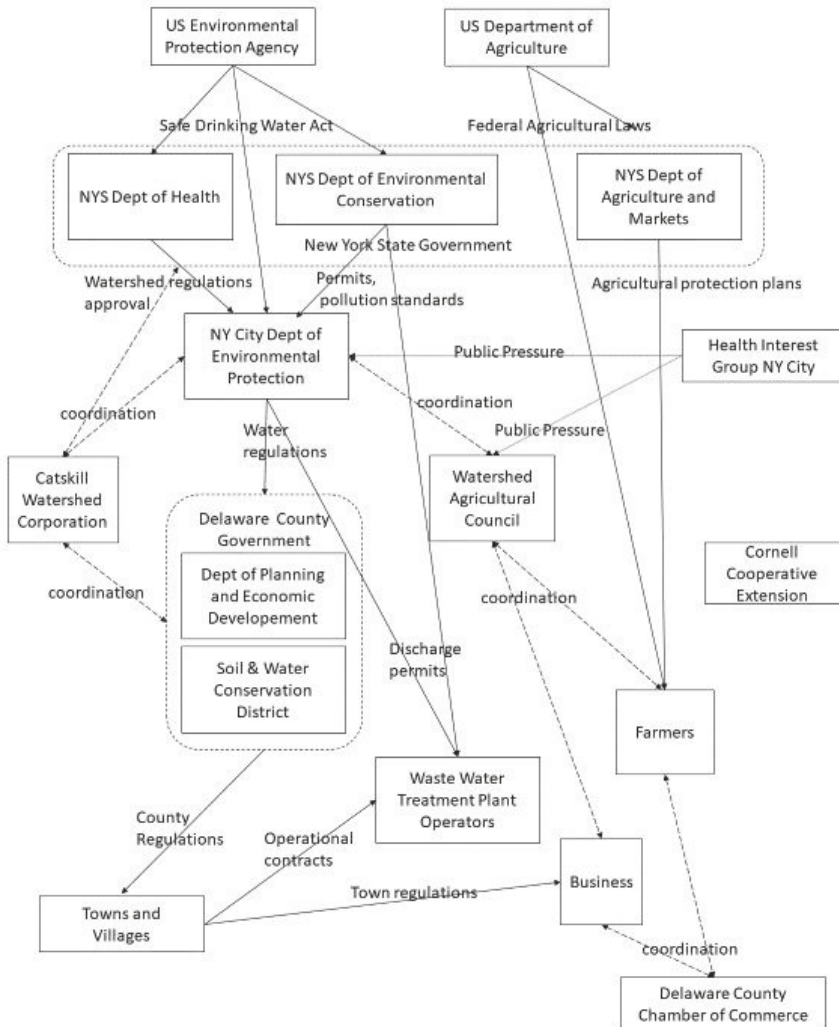 US Environmental
Protection Agency
US Department of
Agriculture
Safe Drinking Water Act
Federal Agricultural Laws
NYS Dept of Health
NYS Dept of Environmental
Conservation
NYS Dept of
Agriculture and
Markets
New York State Government
Watershed regulations
approval
Permits,
pollution standards
Agricultural protection plans
NY City Dept of
Environmental
Protection
Public Pressure
Health Interest
Group NY City
coordination
coordination
Public Pressure
Water
regulations
Catskill
Watershed
Corporation
Watershed
Agricultural
Council
Delaware County
Government
Cornell
Cooperative
Extension
Dept of Planning
and Economic
Developement
coordination
coordination
Discharge
permits
Soil & Water
Conservation
District
Farmers
Waste Water
Treatment Plant
Operators
County
Regulations
Operational
contracts
Business
Town regulations
Towns and
Villages
coordination
Delaware County
Chamber of Commerce